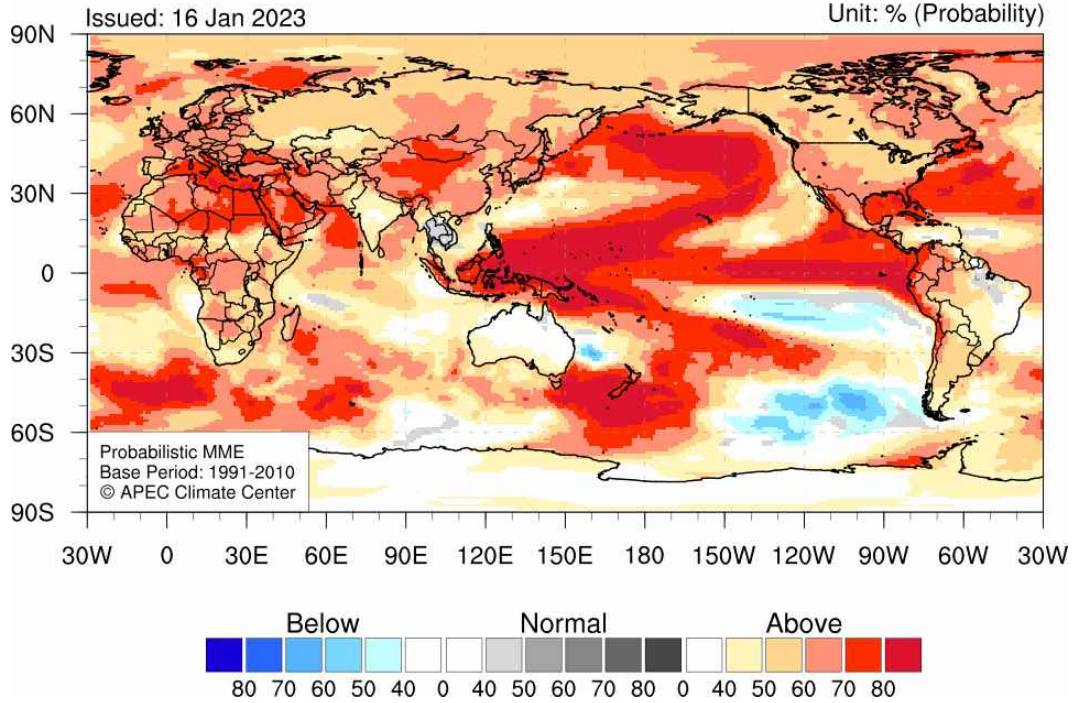 Issued: 16 Jan 2023
Unit: % (Probability)
90N
60N
30N
0
30S
60S
90S
Probabilistic MME
Base Period: 1991-2010
© APEC Climate Center
30W 0 30E 60E 90E 120E 150E 180 150W 120W 90W 60W 30W
Below Normal Above
80 70 60 50 40 0 40 50 60 70 80 0 40 50 60 70 80